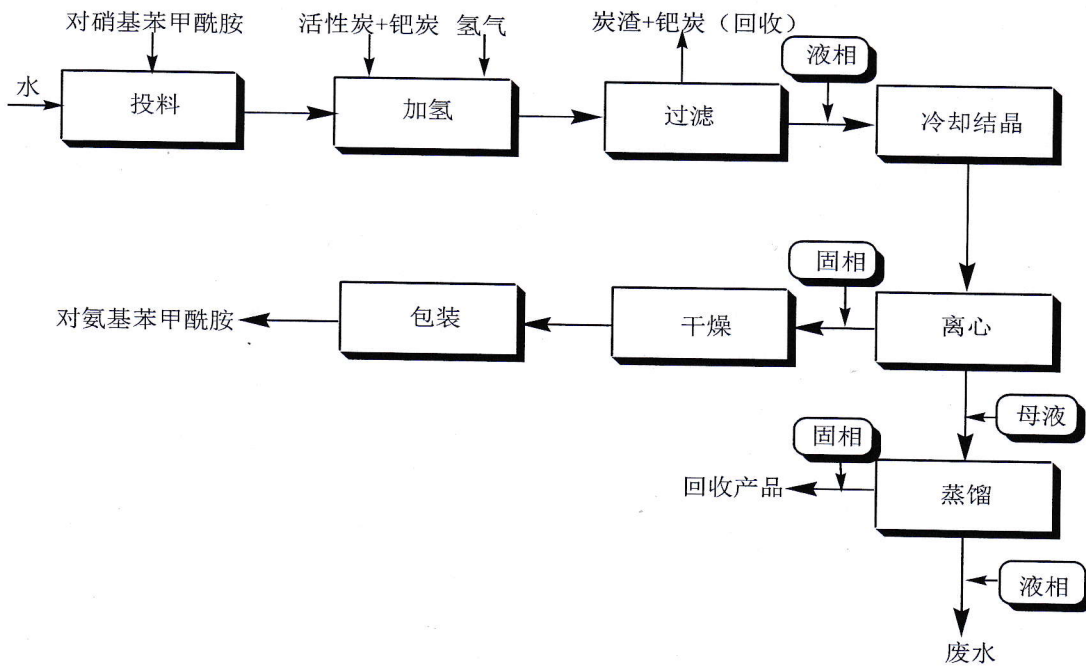 对硝基苯甲酰胺
活性炭+钯炭
氢气
炭渣+钯炭（回收）
液相
水
投料
加氢
过滤
冷却结晶
固相
对氨基苯甲酰胺
包装
干燥
离心
母液
固相
回收产品
蒸馏
液相
废水